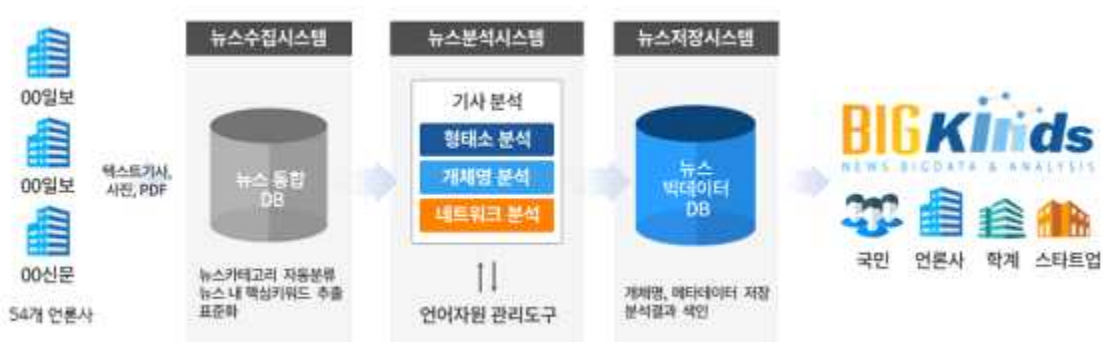 00일보
00일보
00신문
54개 언론사
텍스트기사,
사진, PDF
뉴스수집시스템
뉴스 통합
DB
뉴스카테고리 자동분류
뉴스 내 핵심키워드 추출
표준화
뉴스분석시스템
기사 분석
형태소 분석
개체명 분석
네트워크 분석
언어자원 관리도구
뉴스저장시스템
뉴스
빅데이터
DB
개체명, 메타데이터 저장
분석결과 색인
BIGKinds
NEWS BIGDATA & ANALYSIS
국민 언론사 학계 스타트업